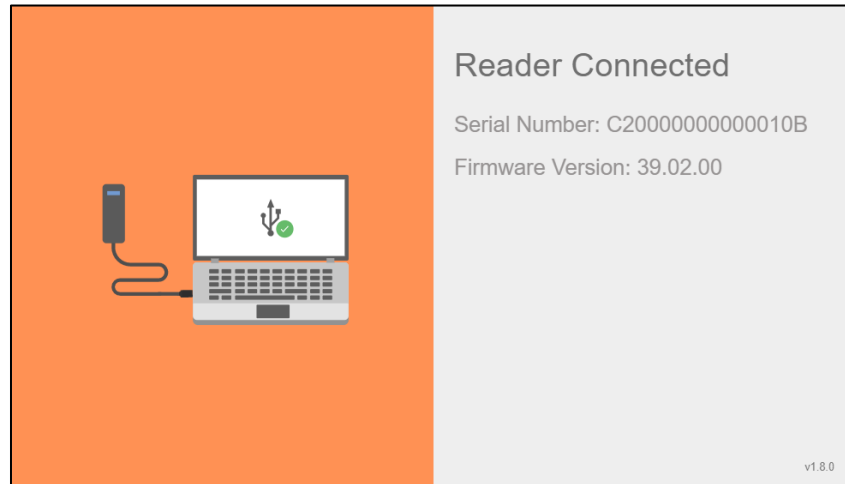 Reader Connected
Serial Number: C20000000000010B
Firmware Version: 39.02.00
v1.8.0